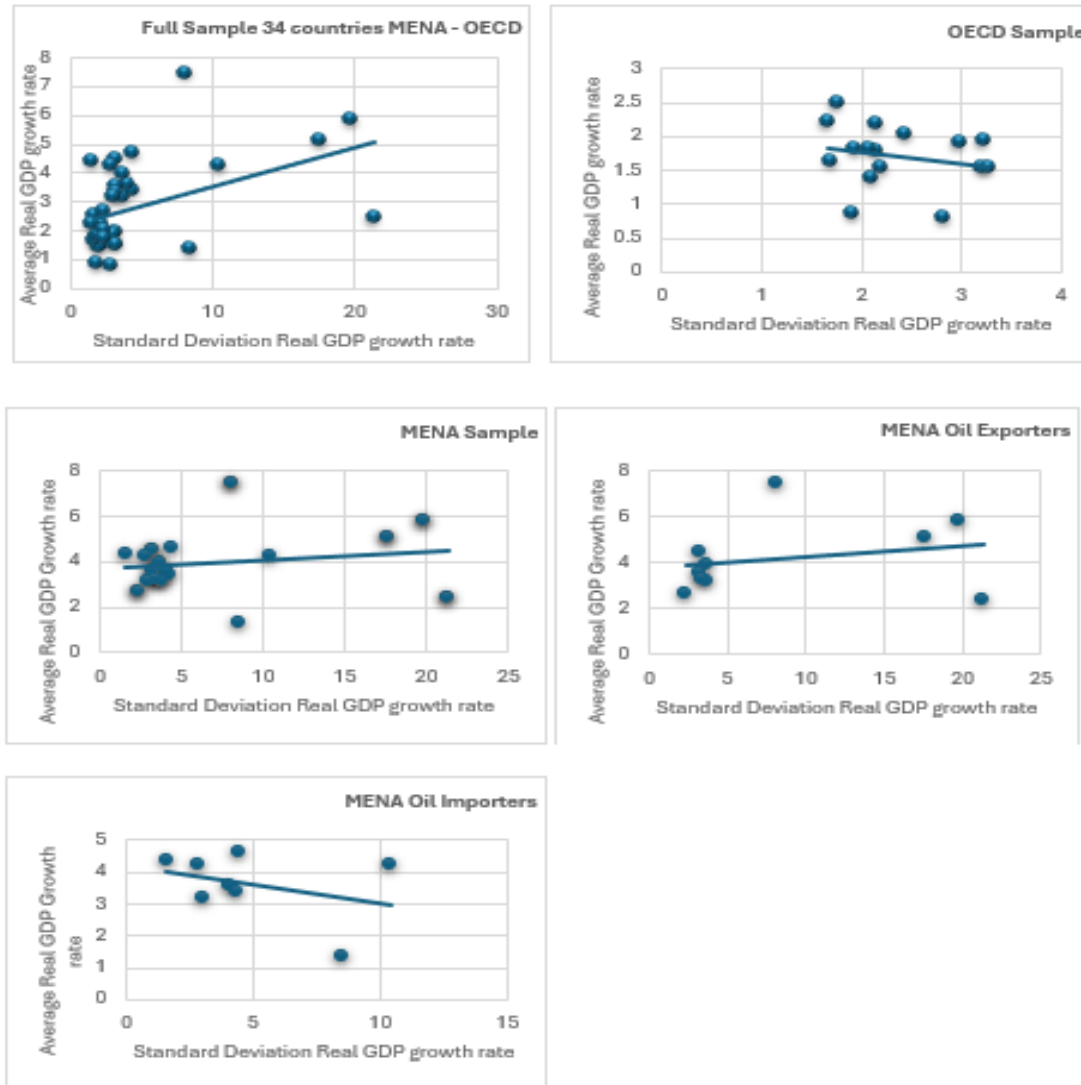 Full Sample 34 countries MENA - OECD
Average Real GDP growth rate
8
7
6
5
4
3
2
1
0
0 10 20 30
Standard Deviation Real GDP growth rate
OECD Sample
Average Real GDP growth rate
3
2.5
2
1.5
1
0.5
0
0 1 2 3 4
Standard Deviation Real GDP growth rate
MENA Sample
Average Real GDP Growth rate
8
6
4
2
0
0 5 10 15 20 25
Standard Deviation Real GDP growth rate
MENA Oil Exporters
Average Real GDP Growth rate
8
6
4
2
0
0 5 10 15 20 25
Standard Deviation Real GDP growth rate
MENA Oil Importers
Average Real GDP Growth
rate
5
4
3
2
1
0
0 5 10 15
Standard Deviation Real GDP growth rate